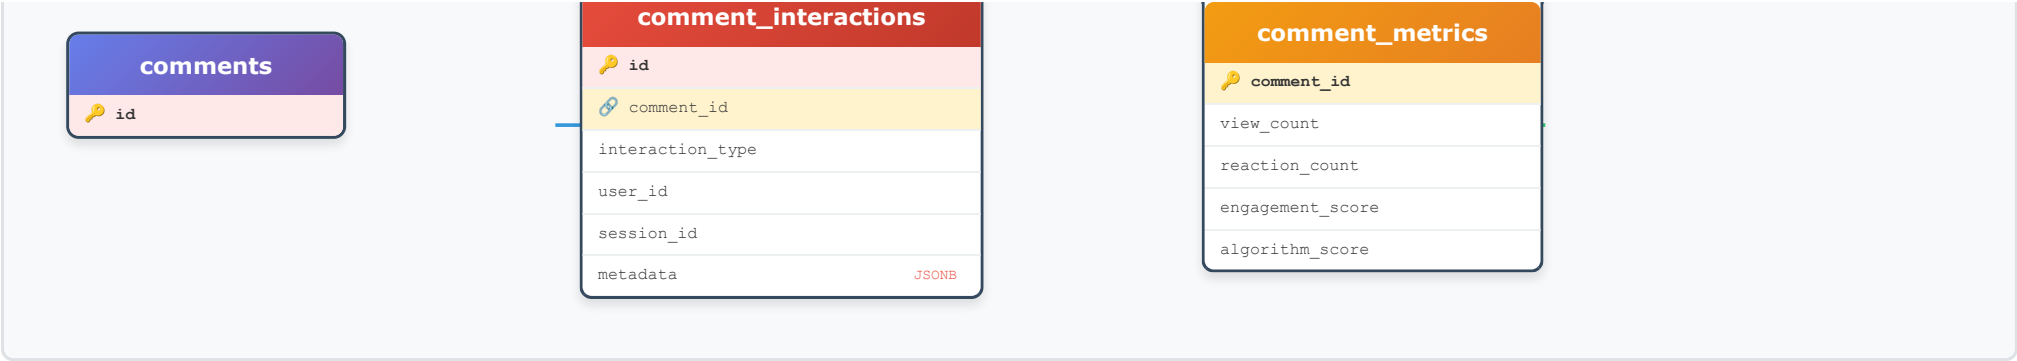 comments
id
comment_interactions
id
comment_id
interaction_type
user_id
session_id
metadata JSONB
comment_metrics
comment_id
view_count
reaction_count
engagement_score
algorithm_score